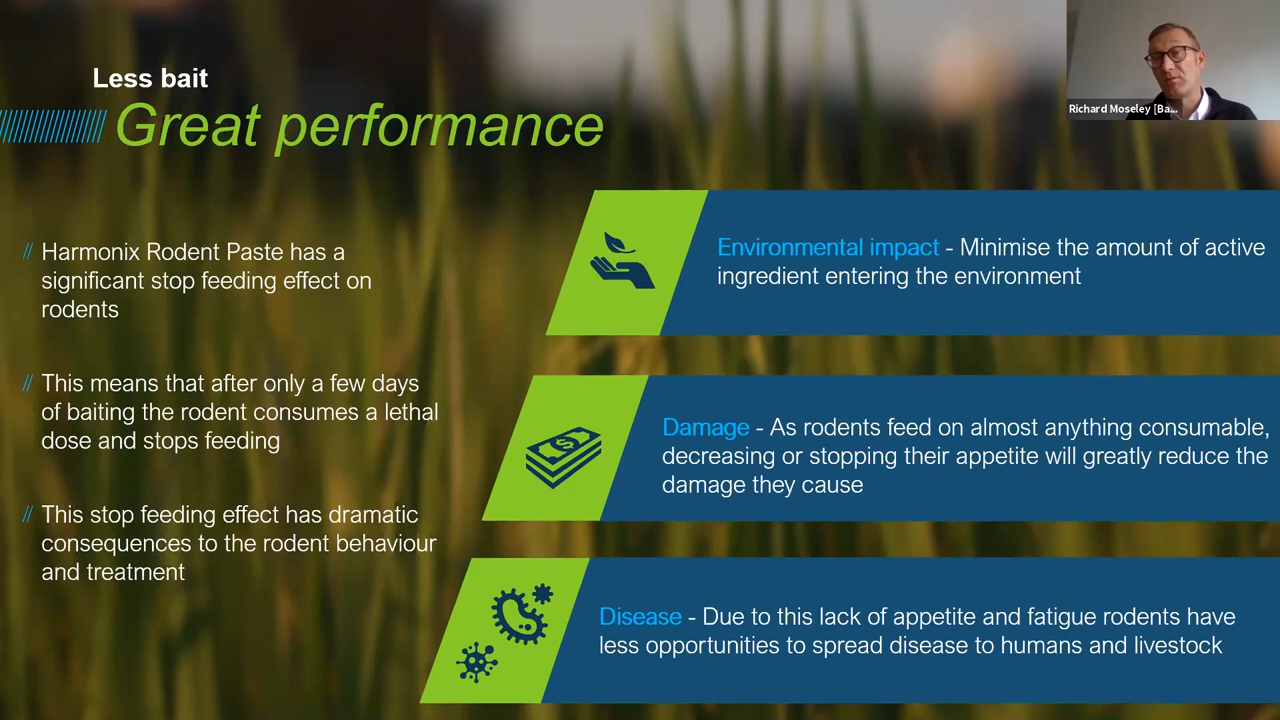 Less bait
Great performance
Richard Moseley [Ba...
// Harmonix Rodent Paste has a
significant stop feeding effect on
rodents
// This means that after only a few days
of baiting the rodent consumes a lethal
dose and stops feeding
// This stop feeding effect has dramatic
consequences to the rodent behaviour
and treatment
Environmental impact - Minimise the amount of active
ingredient entering the environment
Damage - As rodents feed on almost anything consumable,
decreasing or stopping their appetite will greatly reduce the
damage they cause
Disease - Due to this lack of appetite and fatigue rodents have
less opportunities to spread disease to humans and livestock